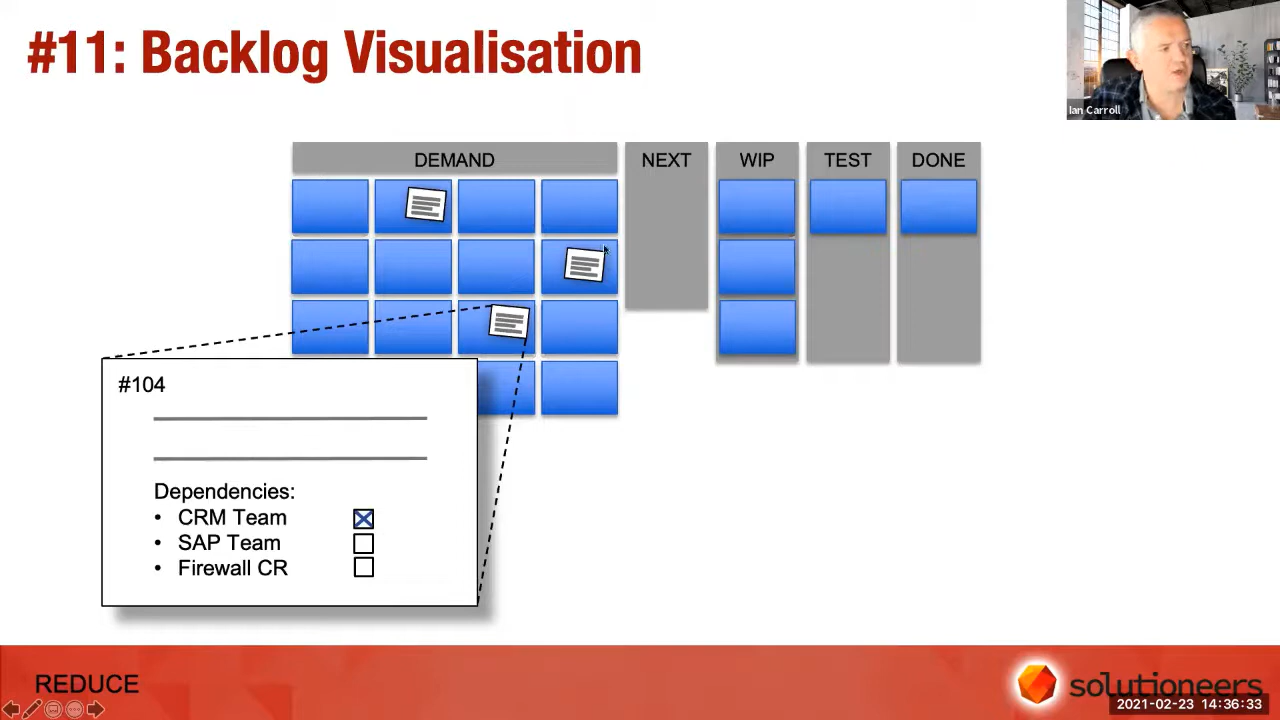 #11: Backlog Visualisation
Ian Carroll
DEMAND
NEXT
WIP
TEST
DONE
#104
Dependencies:
• CRM Team
• SAP Team
• Firewall CR
REDUCE
solutioneers
2021-02-23 14:36:33